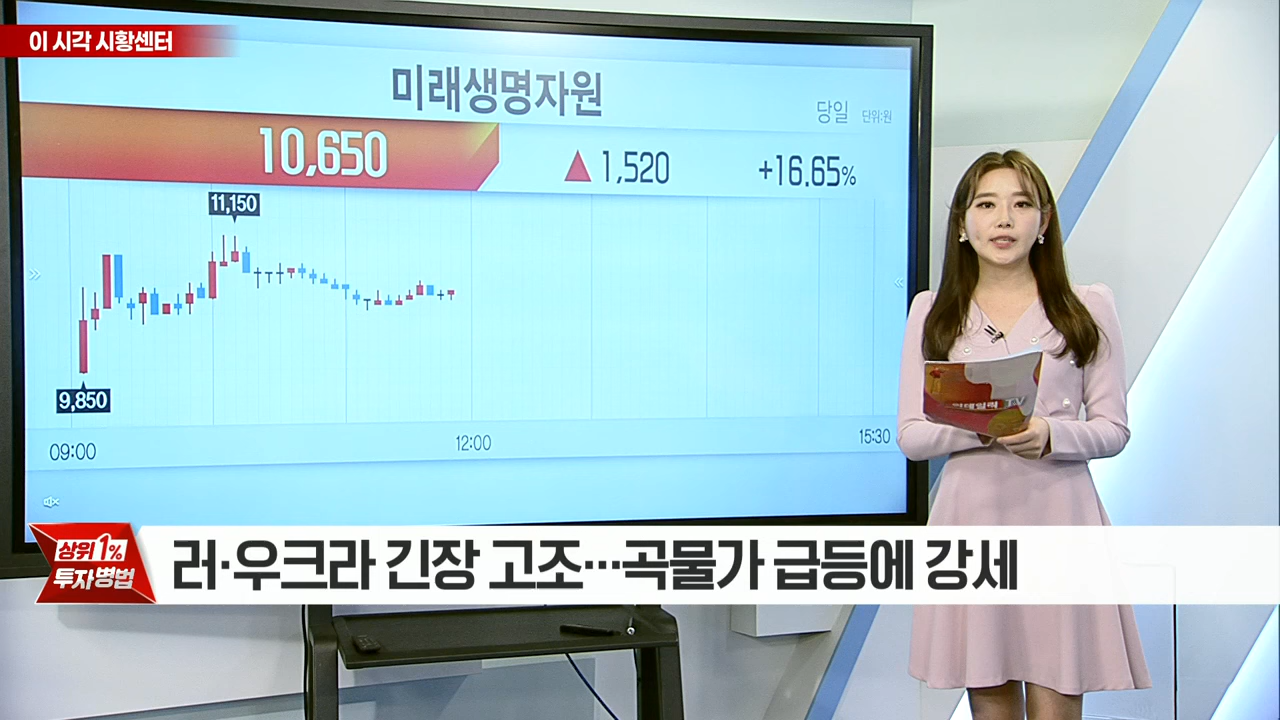 이 시각 시황센터
미래생명자원
당일 단위:원
10,650 ▲1,520 +16.65%
11,150
9,850
09:00 12:00 15:30
상위 1%
투자병법
러·우크라 긴장 고조…곡물가 급등에 강세
TV